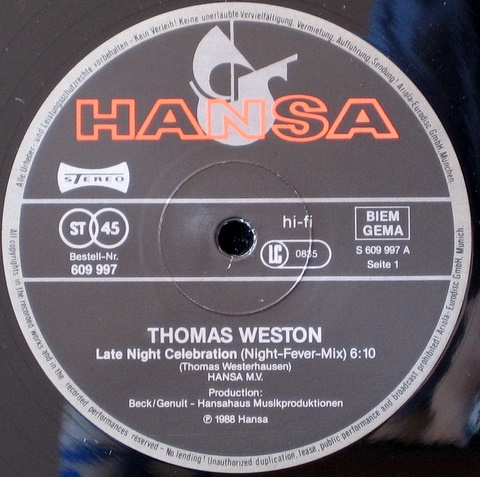 Alle Urheber- und Leistungsschutzrechte vorbehalten - Kein Verleih! Keine unerlaubte Vervielfältigung, Vermietung, Aufführung, Sendung! Ariola-Eurodisc GmbH, München.
HANSA
STEREO
ST 45
Bestell-Nr.
609 997
hi-fi
LC 0835
BIEM
GEMA
S 609 997 A
Seite 1
THOMAS WESTON
Late Night Celebration (Night-Fever-Mix) 6:10
(Thomas Westerhausen)
HANSA M.V.
Production:
Beck/Genuit - Hansahaus Musikproduktionen
℗ 1988 Hansa
All copyrights in the recorded works and in the recorded performances reserved - No lending! Unauthorized duplication, lease, public performance and broadcast prohibited! Ariola-Eurodisc GmbH, Munich.